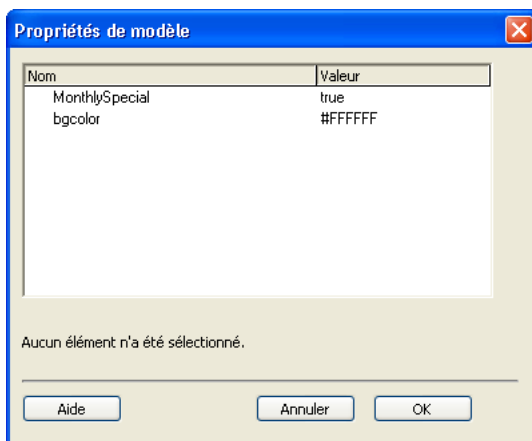 Propriétés de modèle
Nom Valeur
MonthlySpecial true
bgcolor #FFFFFF
Aucun élément n'a été sélectionné.
Aide Annuler OK